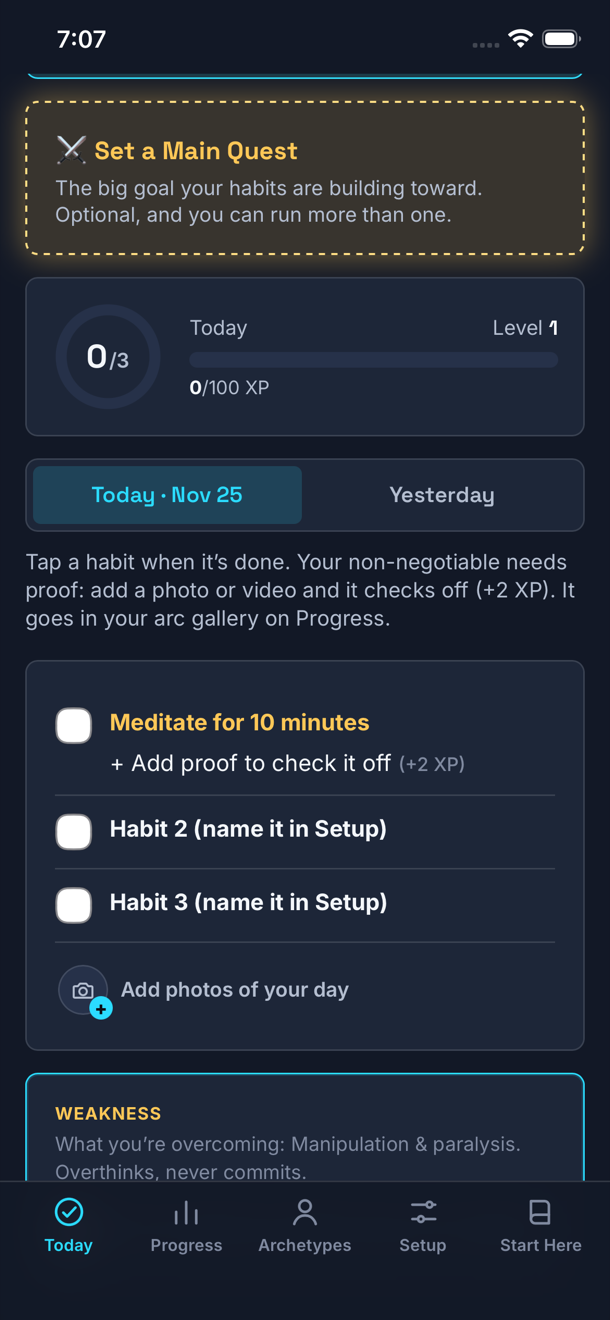 7:07
⚔️ Set a Main Quest
The big goal your habits are building toward.
Optional, and you can run more than one.
0/3
Today
Level 1
0/100 XP
Today · Nov 25
Yesterday
Tap a habit when it’s done. Your non-negotiable needs
proof: add a photo or video and it checks off (+2 XP). It
goes in your arc gallery on Progress.
Meditate for 10 minutes
+ Add proof to check it off (+2 XP)
Habit 2 (name it in Setup)
Habit 3 (name it in Setup)
Add photos of your day
WEAKNESS
What you’re overcoming: Manipulation & paralysis.
Overthinks, never commits.
Today
Progress
Archetypes
Setup
Start Here